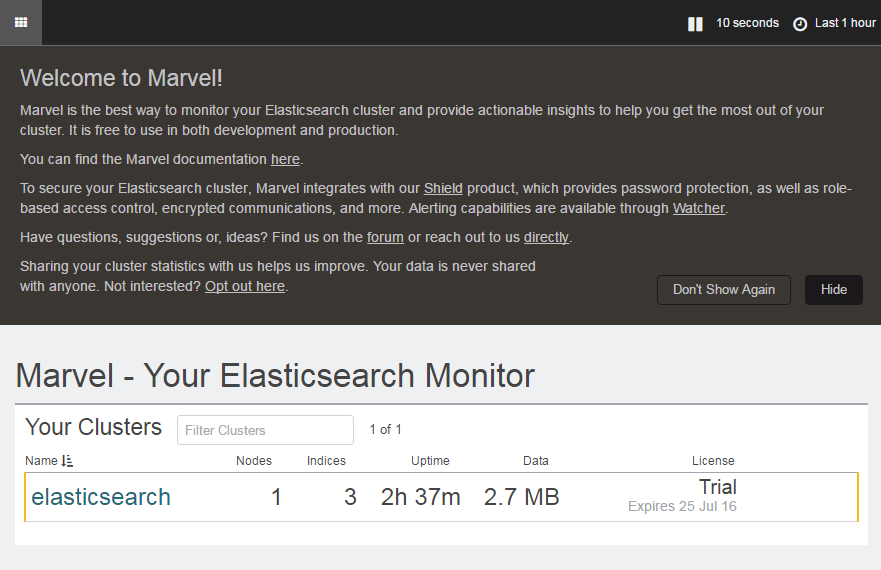 10 seconds Last 1 hour
Welcome to Marvel!
Marvel is the best way to monitor your Elasticsearch cluster and provide actionable insights to help you get the most out of your
cluster. It is free to use in both development and production.
You can find the Marvel documentation here.
To secure your Elasticsearch cluster, Marvel integrates with our Shield product, which provides password protection, as well as role-
based access control, encrypted communications, and more. Alerting capabilities are available through Watcher.
Have questions, suggestions or, ideas? Find us on the forum or reach out to us directly.
Sharing your cluster statistics with us helps us improve. Your data is never shared
with anyone. Not interested? Opt out here.
Don't Show Again Hide
Marvel - Your Elasticsearch Monitor
Your Clusters Filter Clusters 1 of 1
Name Nodes Indices Uptime Data License
elasticsearch 1 3 2h 37m 2.7 MB Trial
Expires 25 Jul 16